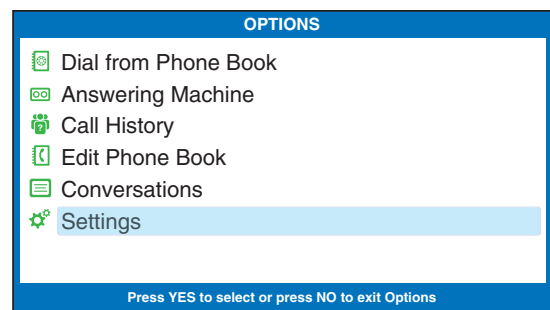 OPTIONS
Dial from Phone Book
Answering Machine
Call History
Edit Phone Book
Conversations
Settings
Press YES to select or press NO to exit Options